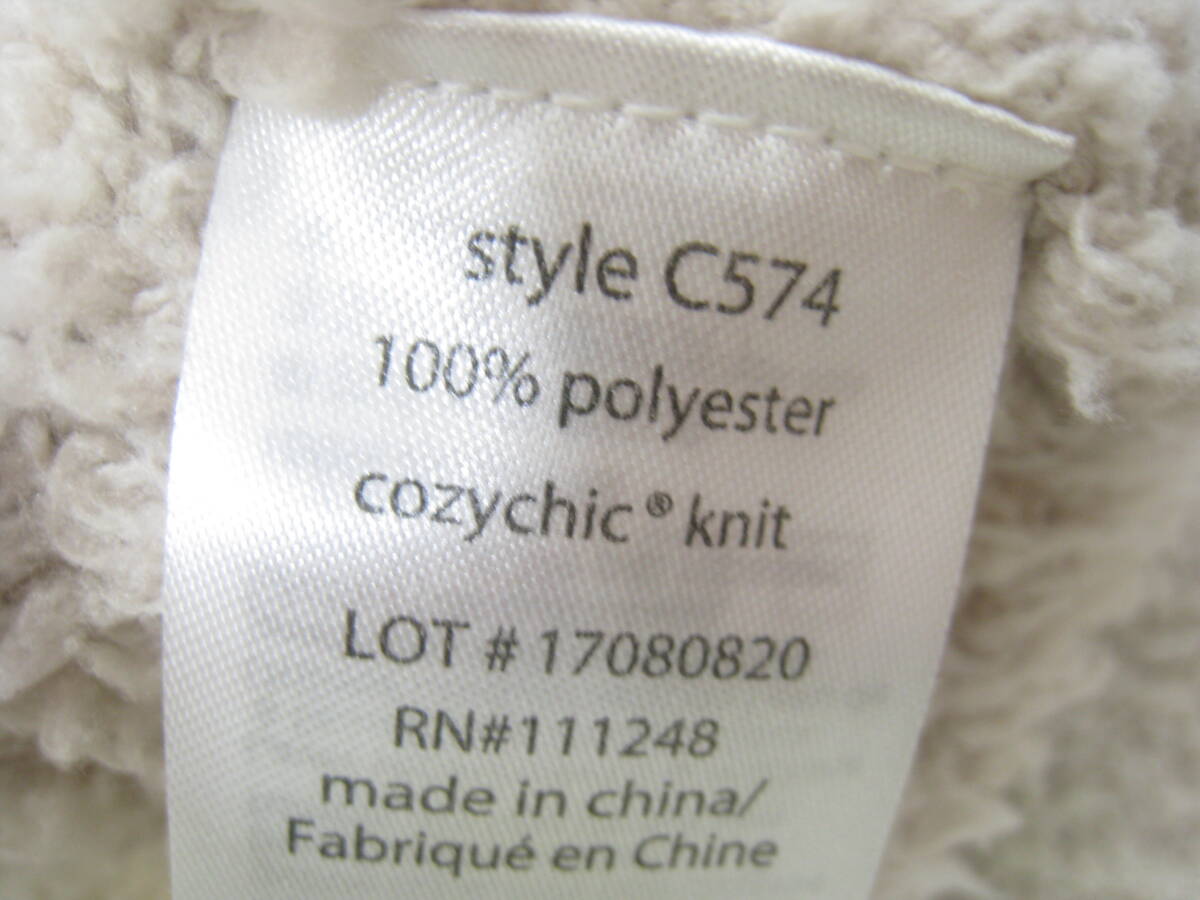 style C574
100% polyester
cozychic® knit
LOT # 17080820
RN#111248
made in china/
Fabriqué en Chine